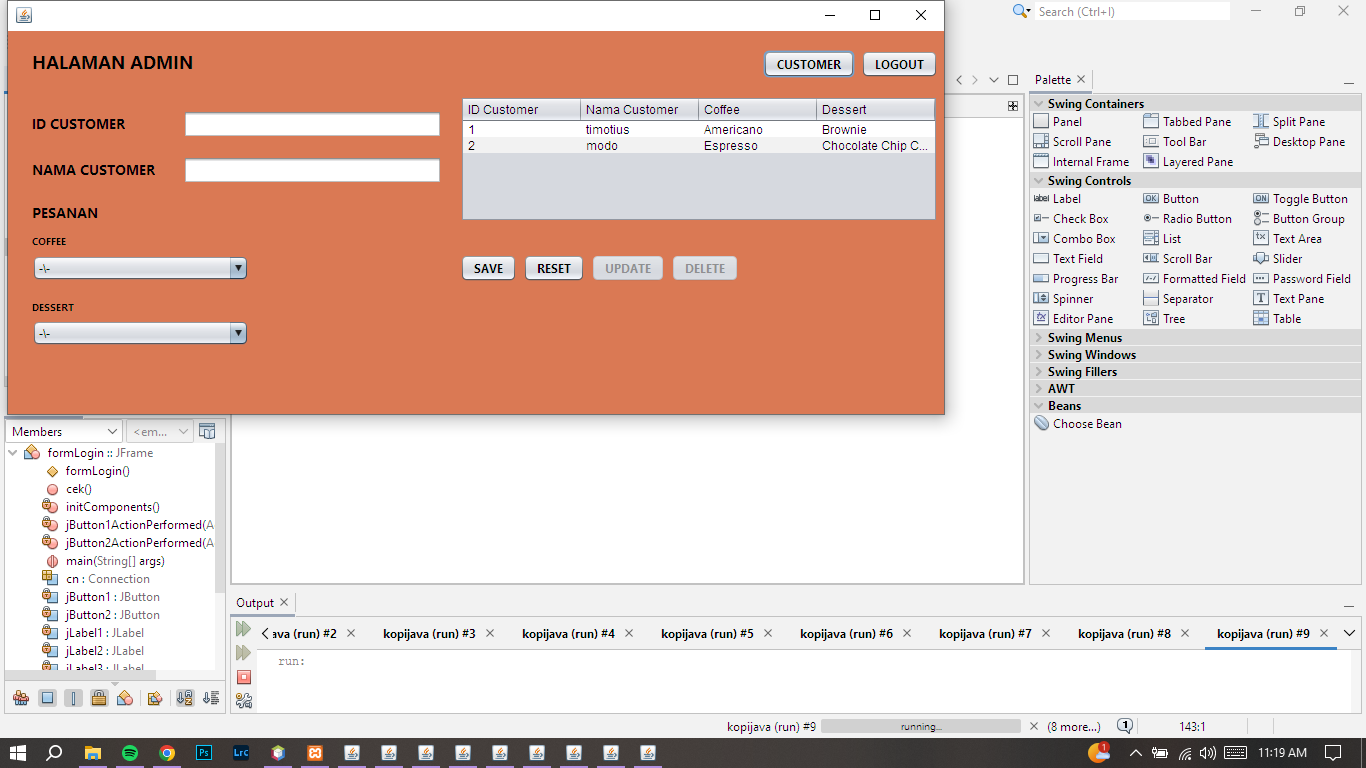 Search (Ctrl+I)
HALAMAN ADMIN
CUSTOMER
LOGOUT
ID CUSTOMER
NAMA CUSTOMER
PESANAN
COFFEE
-\-
DESSERT
-\-
ID Customer Nama Customer Coffee Dessert
1 timotius Americano Brownie
2 modo Espresso Chocolate Chip C...
SAVE
RESET
UPDATE
DELETE
Palette
Swing Containers
Panel Tabbed Pane Split Pane
Scroll Pane Tool Bar Desktop Pane
Internal Frame Layered Pane
Swing Controls
label Label OK Button ON Toggle Button
Check Box Radio Button Button Group
Combo Box List Text Area
Text Field Scroll Bar Slider
Progress Bar Formatted Field Password Field
Spinner Separator Text Pane
Editor Pane Tree Table
Swing Menus
Swing Windows
Swing Fillers
AWT
Beans
Choose Bean
Members
<em...
formLogin :: JFrame
formLogin()
cek()
initComponents()
jButton1ActionPerformed(A
jButton2ActionPerformed(A
main(String[] args)
cn : Connection
jButton1 : JButton
jButton2 : JButton
jLabel1 : JLabel
jLabel2 : JLabel
jLabel3 : JLabel
Output
ava (run) #2 kopijava (run) #3 kopijava (run) #4 kopijava (run) #5 kopijava (run) #6 kopijava (run) #7 kopijava (run) #8 kopijava (run) #9
run:
kopijava (run) #9 running... (8 more...) 1 143:1
Ps LrC 1 11:19 AM